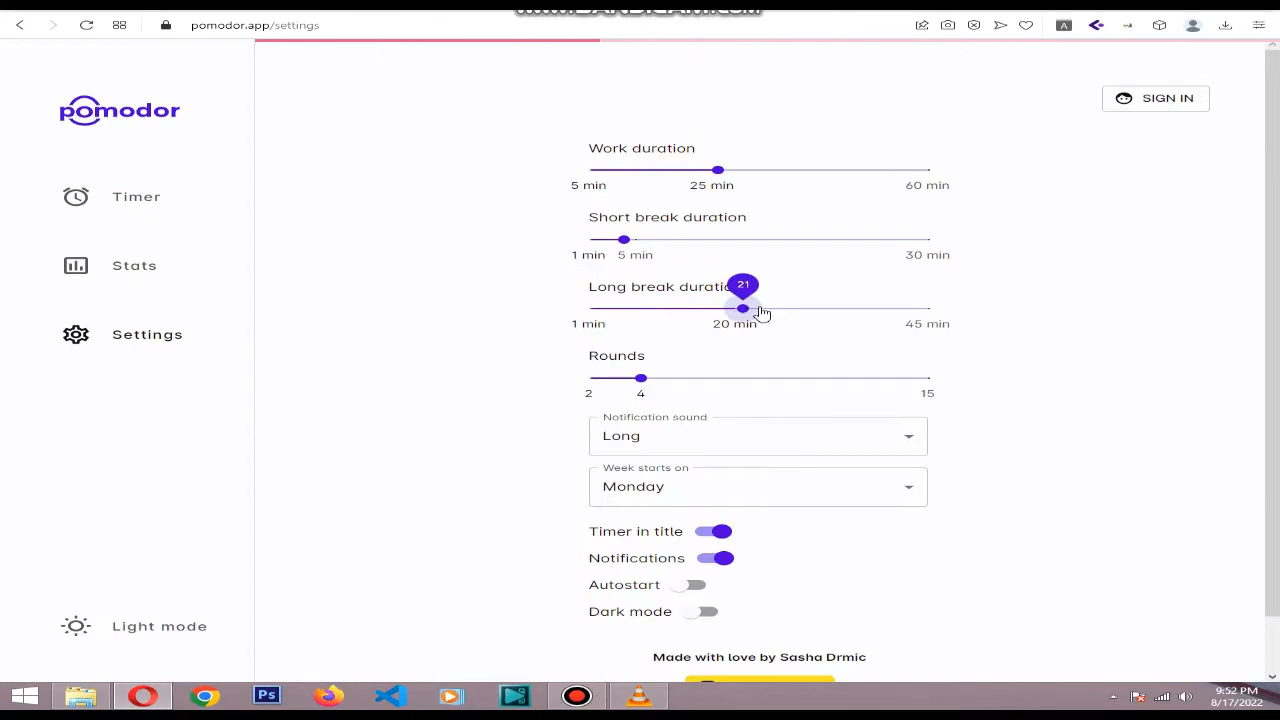 pomodor.app/settings
pomodor
SIGN IN
Work duration
5 min 25 min 60 min
Timer
Short break duration
1 min 5 min 30 min
Stats
Long break duratio
21
1 min 20 min 45 min
Settings
Rounds
2 4 15
Notification sound
Long
Week starts on
Monday
Timer in title
Notifications
Autostart
Dark mode
Light mode
Made with love by Sasha Drmic
Ps
9:52 PM
8/17/2022